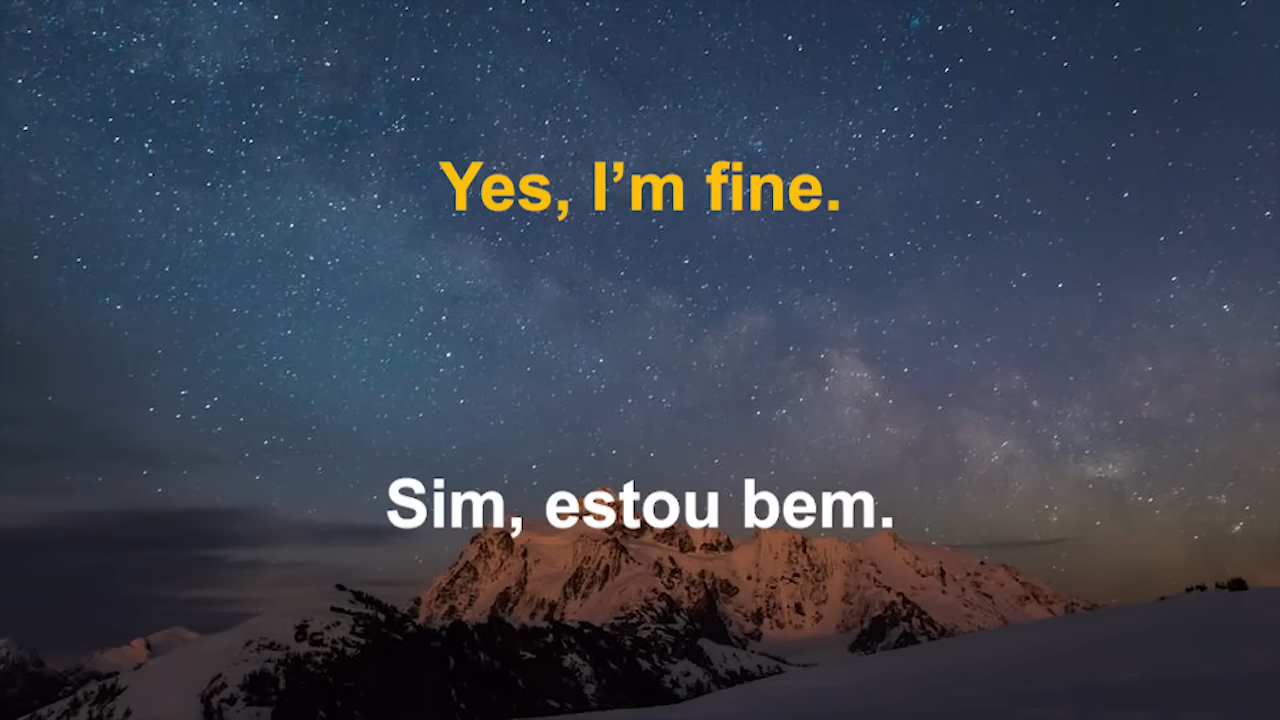 Yes, I’m fine.
Sim, estou bem.